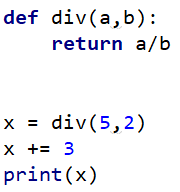 def div(a,b):
    return a/b


x = div(5,2)
x += 3
print(x)